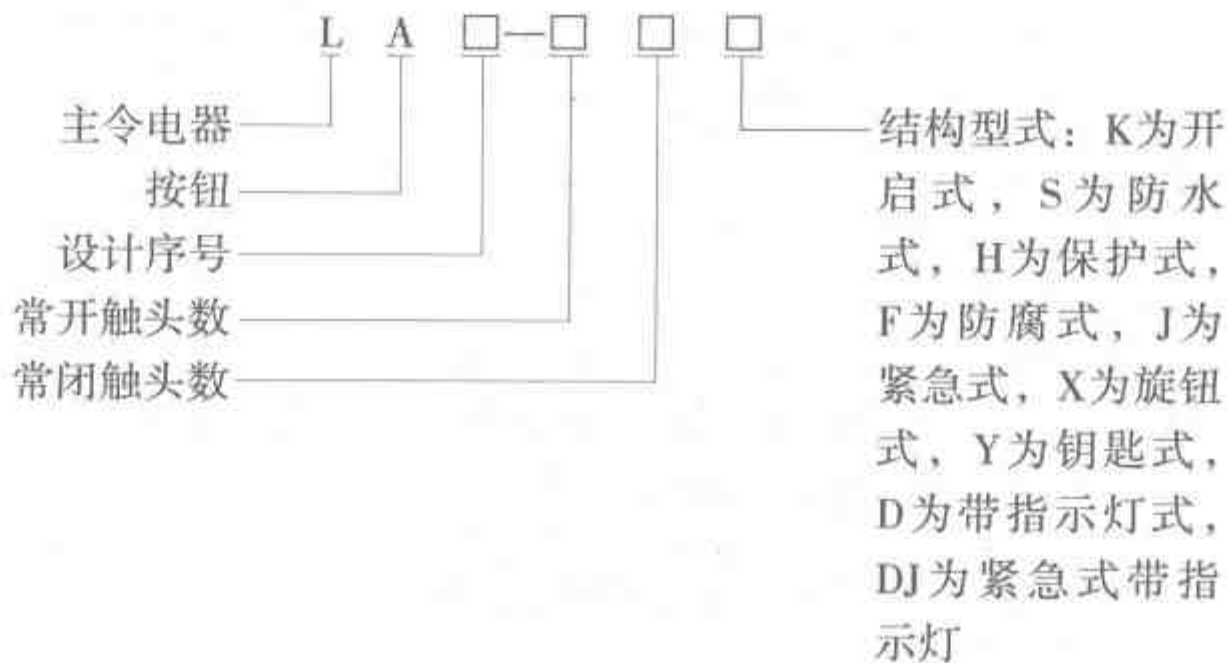 L A □—□ □ □
主令电器
按钮
设计序号
常开触头数
常闭触头数
结构型式：K为开
启式，S为防水
式，H为保护式，
F为防腐式，J为
紧急式，X为旋钮
式，Y为钥匙式，
D为带指示灯式，
DJ为紧急式带指
示灯